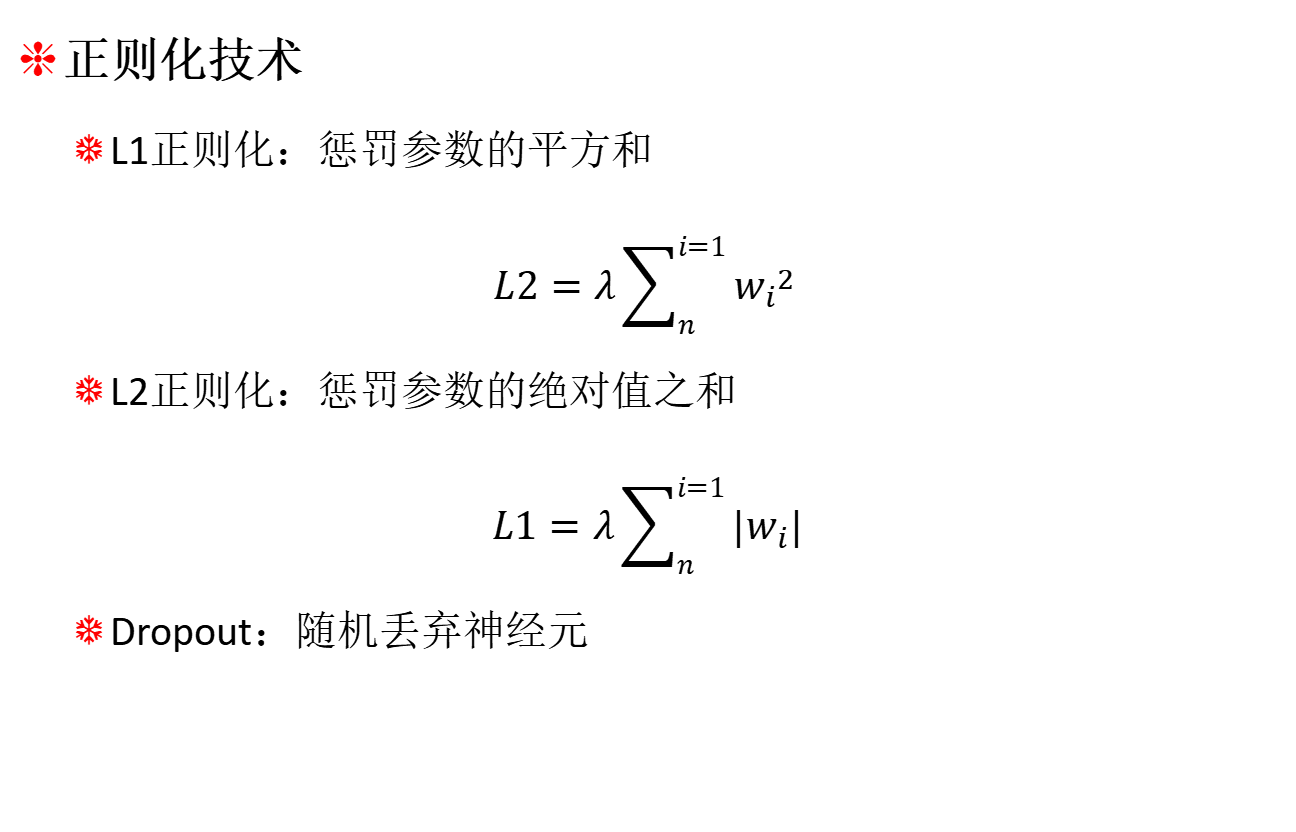 正则化技术
L1正则化：惩罚参数的平方和
L2 = λ∑ₙⁱ⁼¹ wᵢ²
L2正则化：惩罚参数的绝对值之和
L1 = λ∑ₙⁱ⁼¹ |wᵢ|
Dropout：随机丢弃神经元